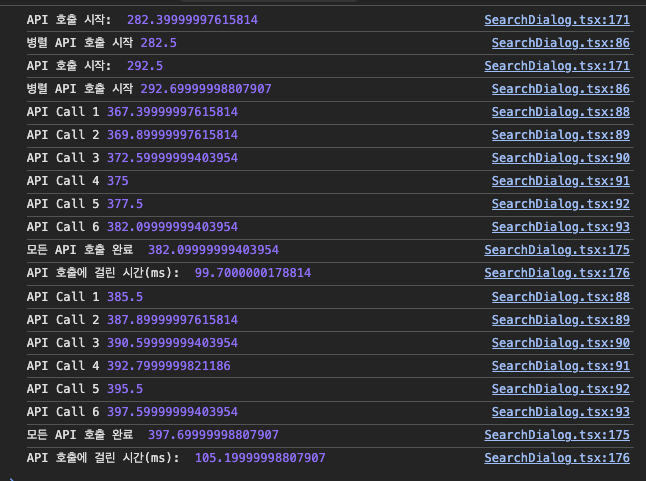 API 호출 시작:  282.39999997615814 SearchDialog.tsx:171
병렬 API 호출 시작 282.5 SearchDialog.tsx:86
API 호출 시작:  292.5 SearchDialog.tsx:171
병렬 API 호출 시작 292.69999998807907 SearchDialog.tsx:86
API Call 1 367.39999997615814 SearchDialog.tsx:88
API Call 2 369.89999997615814 SearchDialog.tsx:89
API Call 3 372.59999999403954 SearchDialog.tsx:90
API Call 4 375 SearchDialog.tsx:91
API Call 5 377.5 SearchDialog.tsx:92
API Call 6 382.09999999403954 SearchDialog.tsx:93
모든 API 호출 완료  382.09999999403954 SearchDialog.tsx:175
API 호출에 걸린 시간(ms):  99.7000000178814 SearchDialog.tsx:176
API Call 1 385.5 SearchDialog.tsx:88
API Call 2 387.89999997615814 SearchDialog.tsx:89
API Call 3 390.59999999403954 SearchDialog.tsx:90
API Call 4 392.7999999821186 SearchDialog.tsx:91
API Call 5 395.5 SearchDialog.tsx:92
API Call 6 397.59999999403954 SearchDialog.tsx:93
모든 API 호출 완료  397.69999998807907 SearchDialog.tsx:175
API 호출에 걸린 시간(ms):  105.19999998807907 SearchDialog.tsx:176